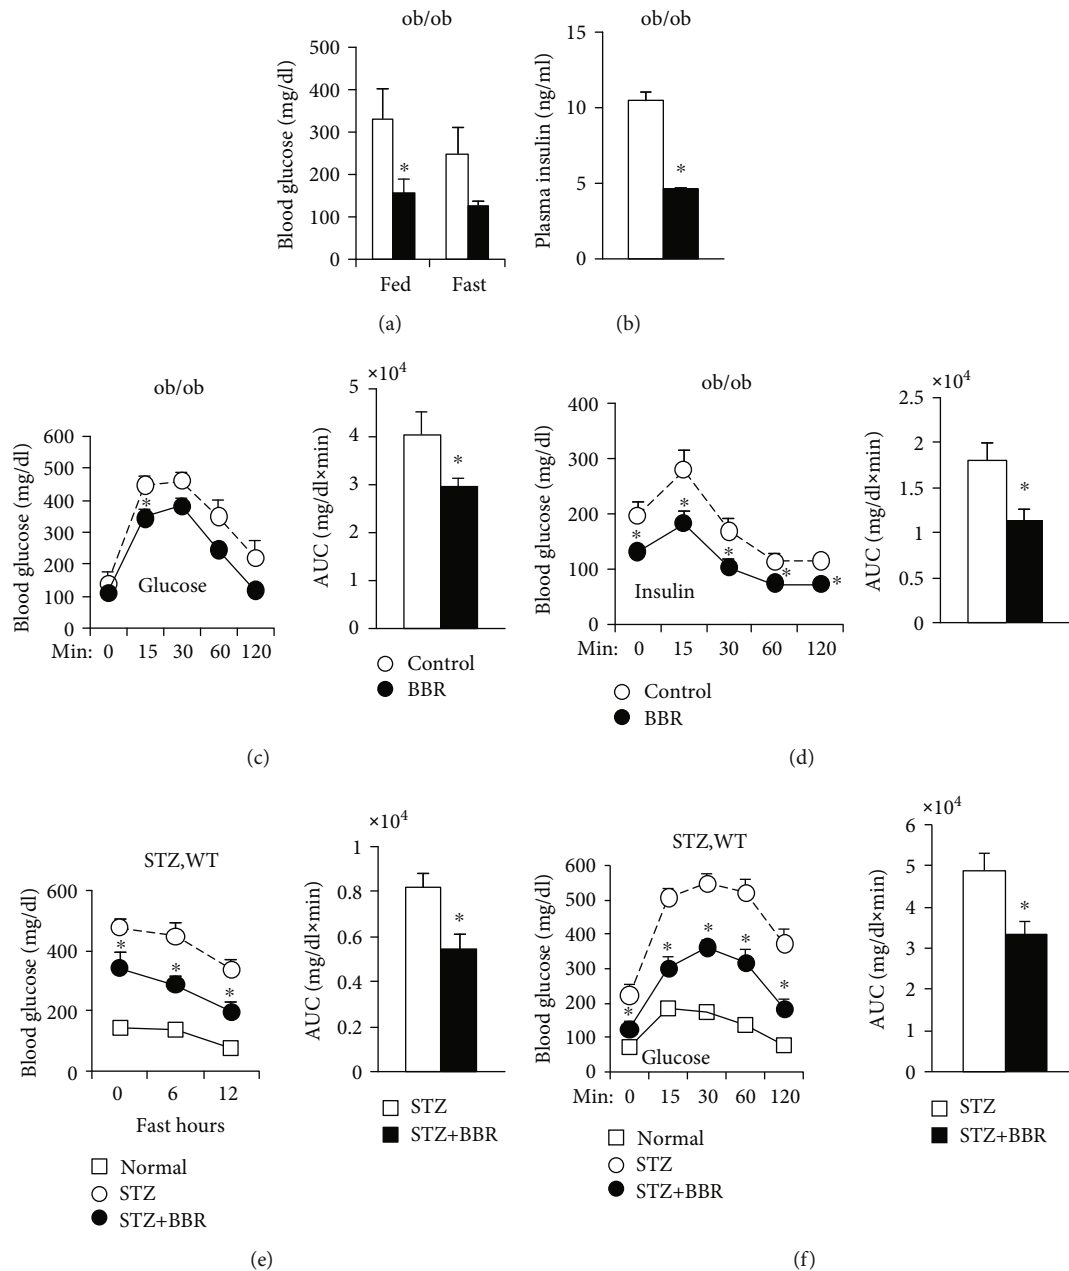 ob/ob
Blood glucose (mg/dl)
500
400
300
200
100
0
*
Fed
Fast
(a)
ob/ob
Plasma insulin (ng/ml)
15
10
5
0
*
(b)
ob/ob
Blood glucose (mg/dl)
600
500
400
300
200
100
0
*
Glucose
Min: 0 15 30 60 120
×10⁴
AUC (mg/dl×min)
5
4
3
2
1
0
*
Control
BBR
(c)
ob/ob
Blood glucose (mg/dl)
400
300
200
100
0
* * * * *
Insulin
Min: 0 15 30 60 120
Control
BBR
×10⁴
AUC (mg/dl×min)
2.5
2
1.5
1
0.5
0
*
(d)
STZ,WT
Blood glucose (mg/dl)
600
400
200
0
* * *
0 6 12
Fast hours
Normal
STZ
STZ+BBR
×10⁴
AUC (mg/dl×min)
1
0.8
0.6
0.4
0.2
0
*
STZ
STZ+BBR
(e)
STZ,WT
Blood glucose (mg/dl)
600
500
400
300
200
100
0
* * * * *
Glucose
Min: 0 15 30 60 120
Normal
STZ
STZ+BBR
×10⁴
AUC (mg/dl×min)
6
5
4
3
2
1
0
*
STZ
STZ+BBR
(f)